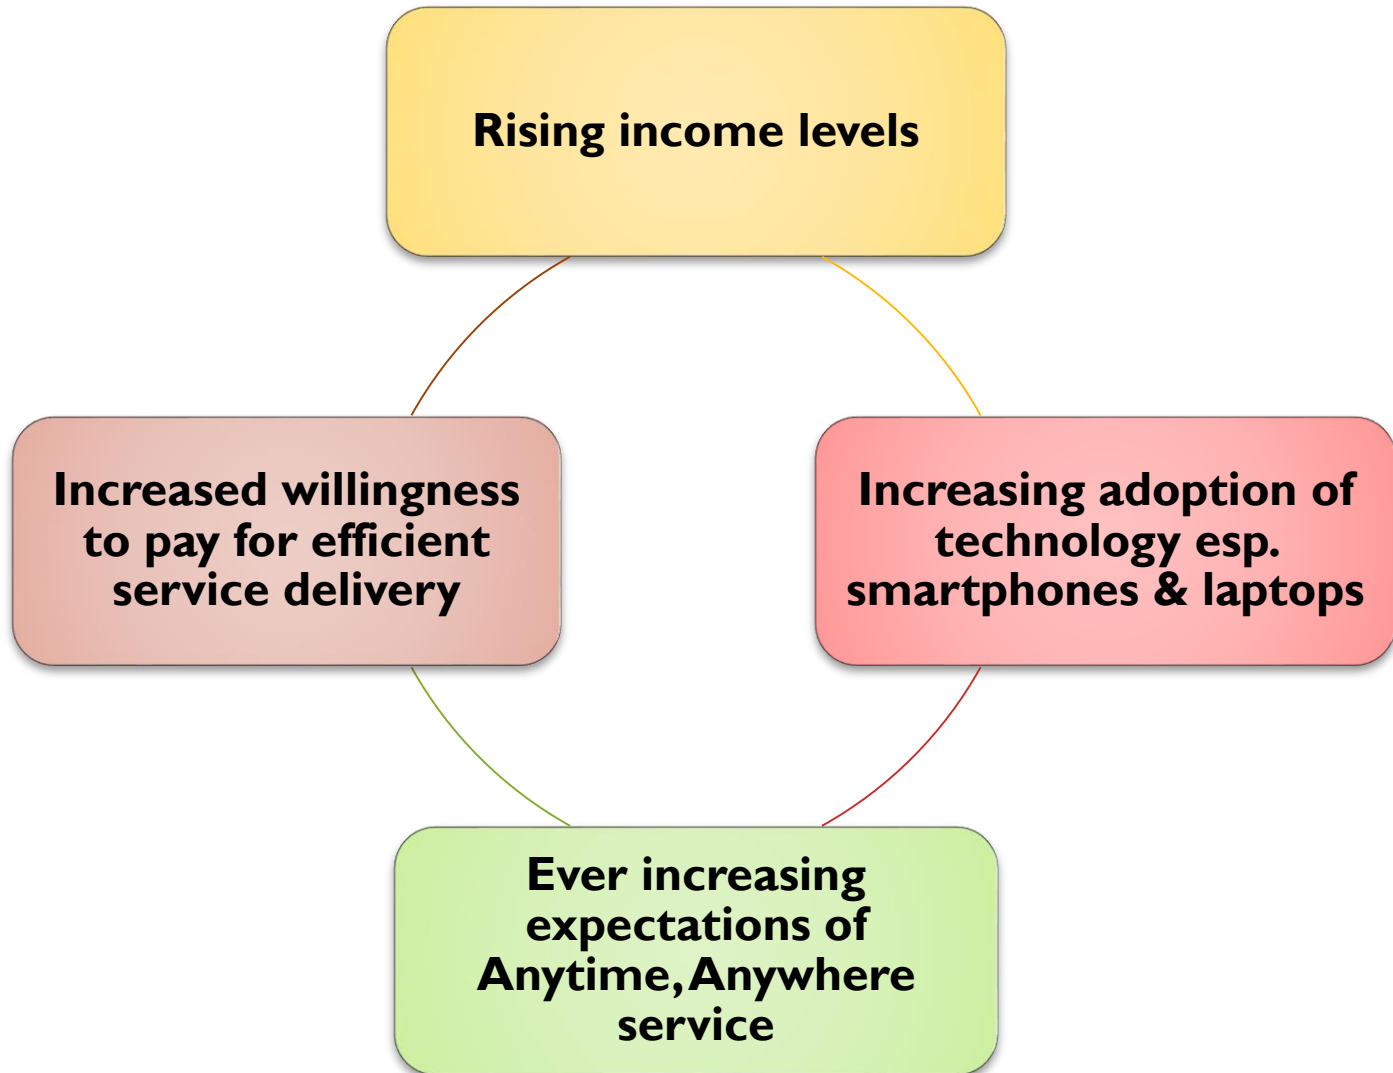 Rising income levels
Increased willingness
to pay for efficient
service delivery
Increasing adoption of
technology esp.
smartphones & laptops
Ever increasing
expectations of
Anytime, Anywhere
service